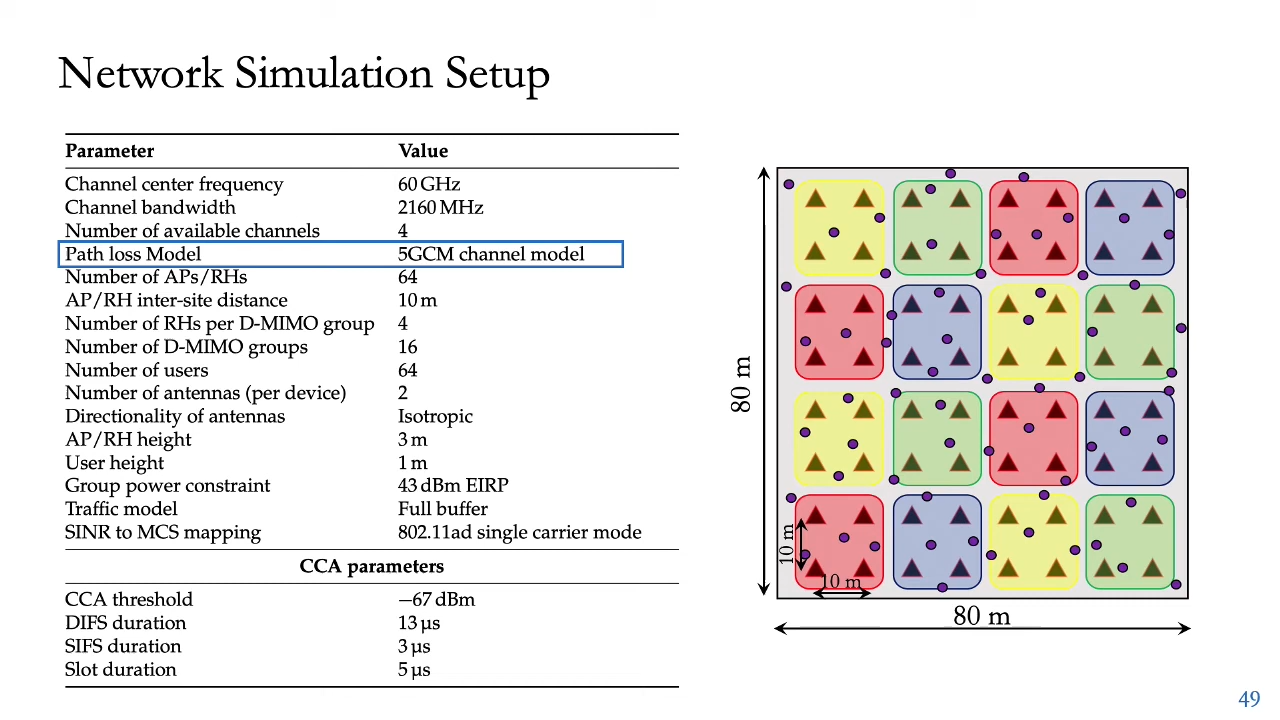 Network Simulation Setup
Parameter Value
Channel center frequency 60 GHz
Channel bandwidth 2160 MHz
Number of available channels 4
Path loss Model 5GCM channel model
Number of APs/RHs 64
AP/RH inter-site distance 10 m
Number of RHs per D-MIMO group 4
Number of D-MIMO groups 16
Number of users 64
Number of antennas (per device) 2
Directionality of antennas Isotropic
AP/RH height 3 m
User height 1 m
Group power constraint 43 dBm EIRP
Traffic model Full buffer
SINR to MCS mapping 802.11ad single carrier mode
CCA parameters
CCA threshold −67 dBm
DIFS duration 13 µs
SIFS duration 3 µs
Slot duration 5 µs
80 m
10 m
10 m
80 m
49